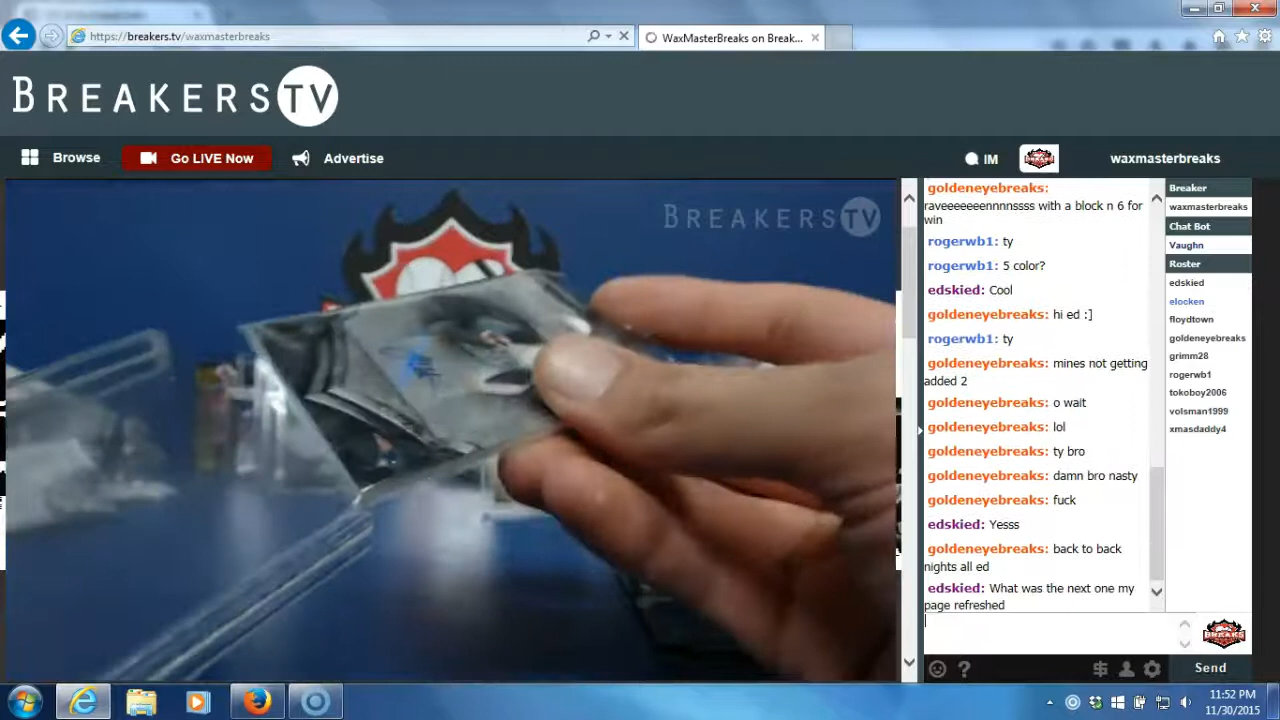 https://breakers.tv/waxmasterbreaks
WaxMasterBreaks on Break...
BREAKERSTV
Browse
Go LIVE Now
Advertise
IM
waxmasterbreaks
BREAKERSTV
goldeneyebreaks:
raveeeeeeennnnssss with a block n 6 for
win
rogerwb1: ty
rogerwb1: 5 color?
edskied: Cool
goldeneyebreaks: hi ed :]
rogerwb1: ty
goldeneyebreaks: mines not getting
added 2
goldeneyebreaks: o wait
goldeneyebreaks: lol
goldeneyebreaks: ty bro
goldeneyebreaks: damn bro nasty
goldeneyebreaks: fuck
edskied: Yesss
goldeneyebreaks: back to back
nights all ed
edskied: What was the next one my
page refreshed
Breaker
waxmasterbreaks
Chat Bot
Vaughn
Roster
edskied
elocken
floydtown
goldeneyebreaks
grimm28
rogerwb1
tokoboy2006
volsman1999
xmasdaddy4
BREAKS
Send
11:52 PM
11/30/2015